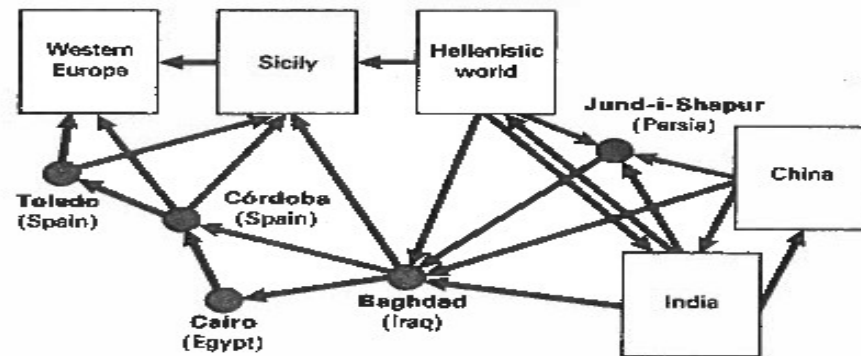 Western
Europe
Sicily
Hellenistic
world
Jund-i-Shapur
(Persia)
China
Toledo
(Spain)
Córdoba
(Spain)
Baghdad
(Iraq)
India
Cairo
(Egypt)